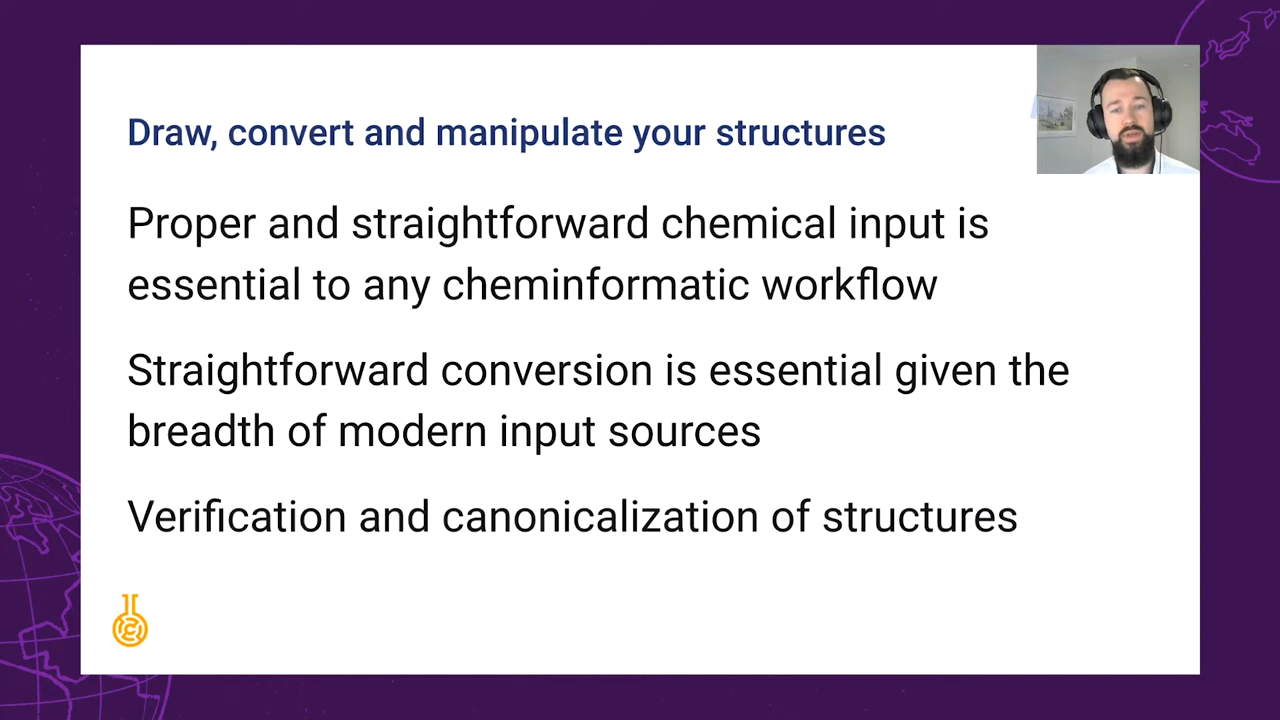 Draw, convert and manipulate your structures
Proper and straightforward chemical input is
essential to any cheminformatic workflow
Straightforward conversion is essential given the
breadth of modern input sources
Verification and canonicalization of structures